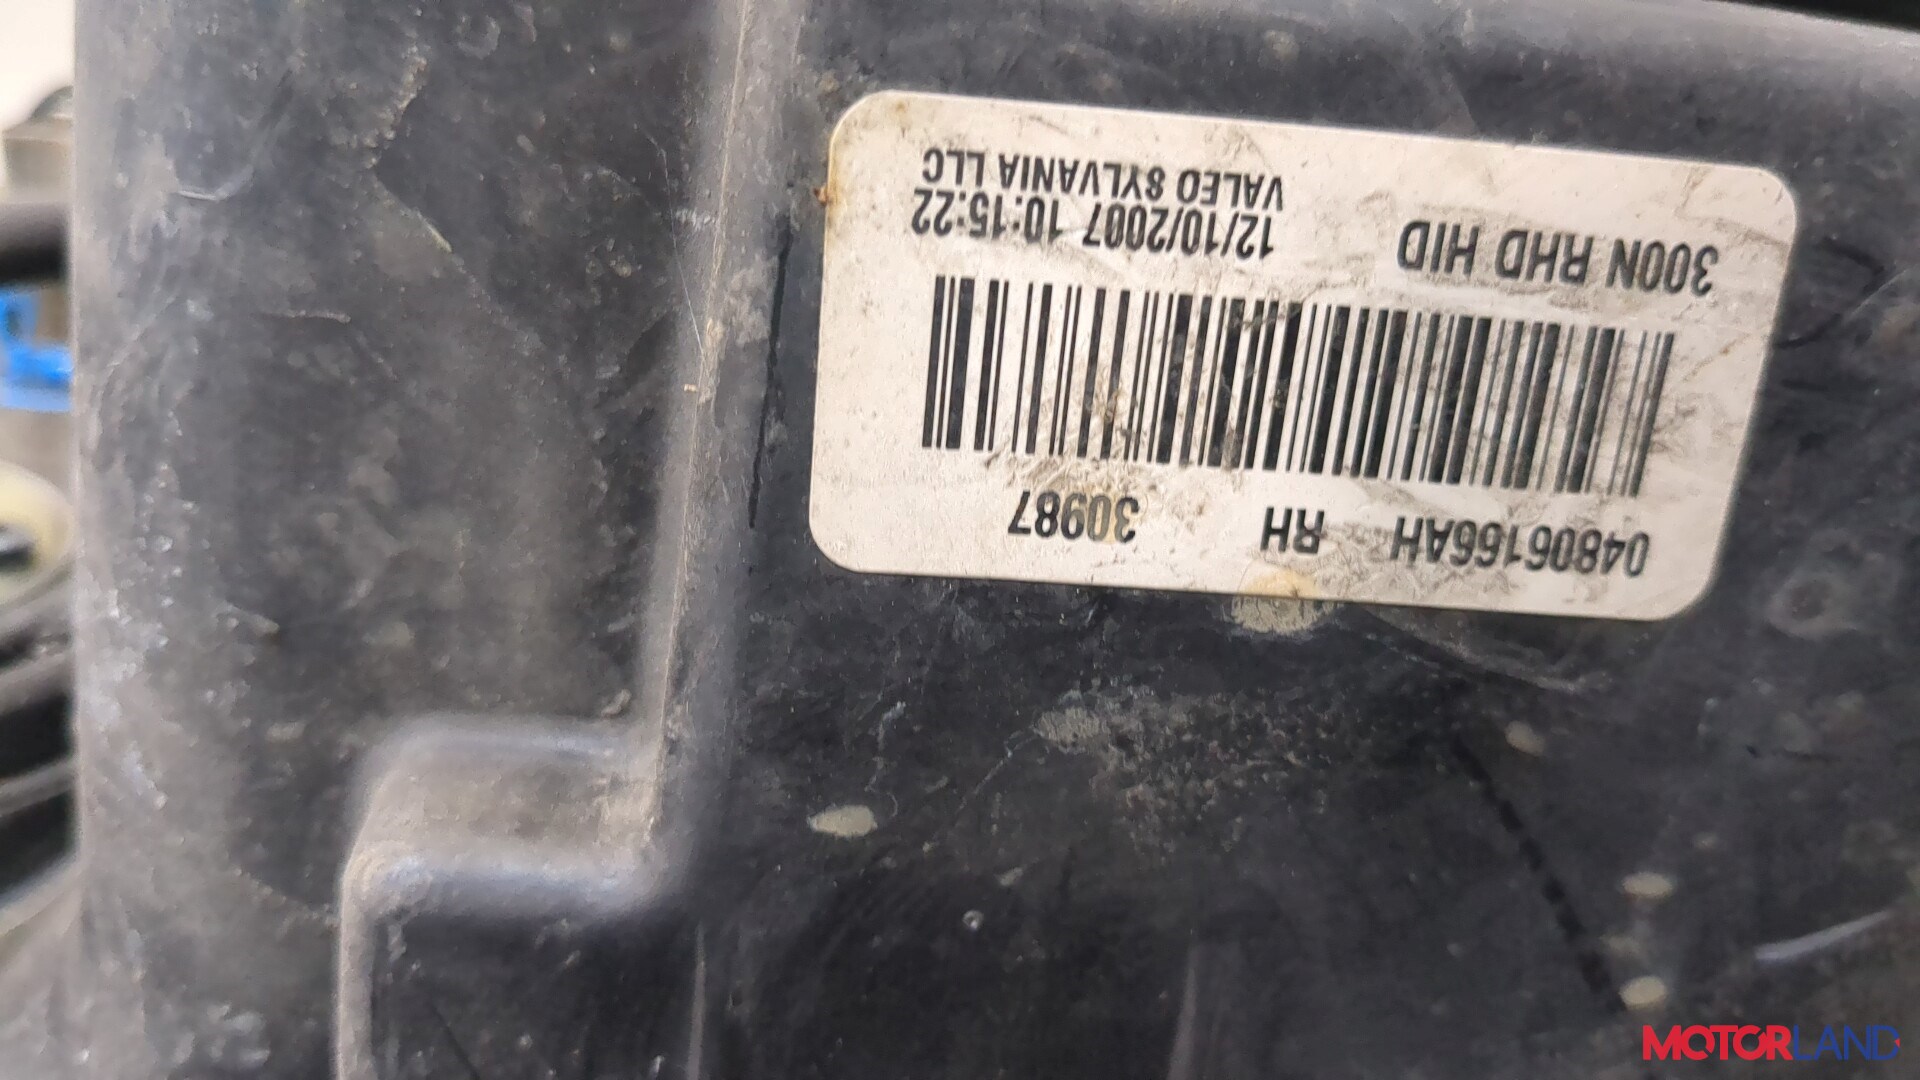 04806166AH RH 30987
300N RHD HID
12/10/2007 10:15:22
VALEO SYLVANIA LLC
MOTORLAND